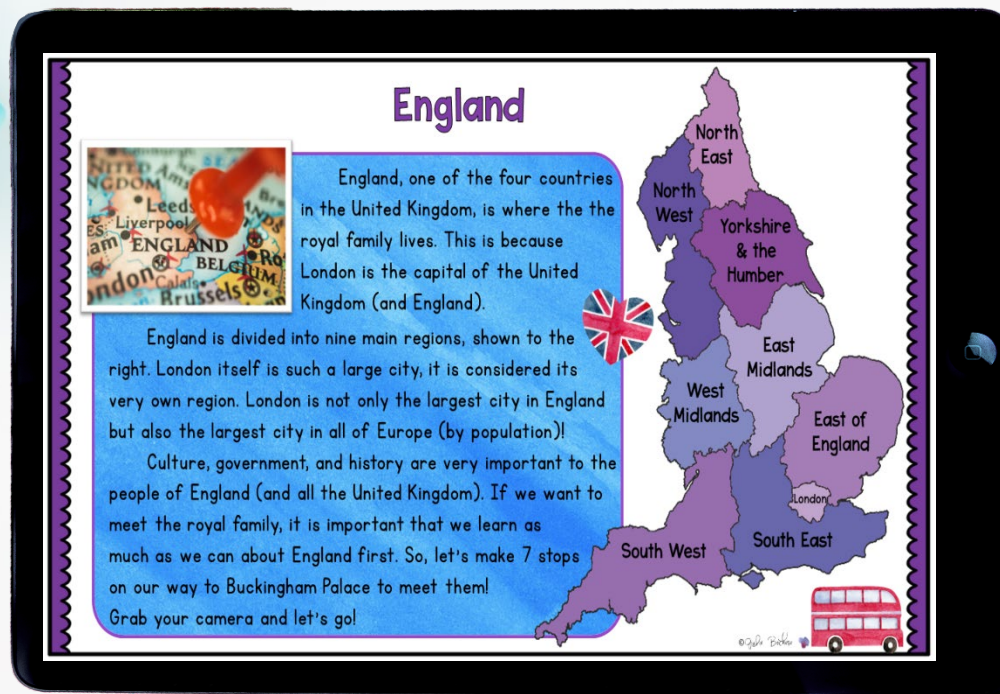 England
NITED
NGDOM
Leeds
Liverpool
ENGLAND
BELGIUM
ndon
Calais
Brussels
England, one of the four countries
in the United Kingdom, is where the the
royal family lives. This is because
London is the capital of the United
Kingdom (and England).
England is divided into nine main regions, shown to the
right. London itself is such a large city, it is considered its
very own region. London is not only the largest city in England
but also the largest city in all of Europe (by population)!
Culture, government, and history are very important to the
people of England (and all the United Kingdom). If we want to
meet the royal family, it is important that we learn as
much as we can about England first. So, let's make 7 stops
on our way to Buckingham Palace to meet them!
Grab your camera and let's go!
North
East
North
West
Yorkshire
& the
Humber
East
Midlands
West
Midlands
East of
England
London
South West
South East